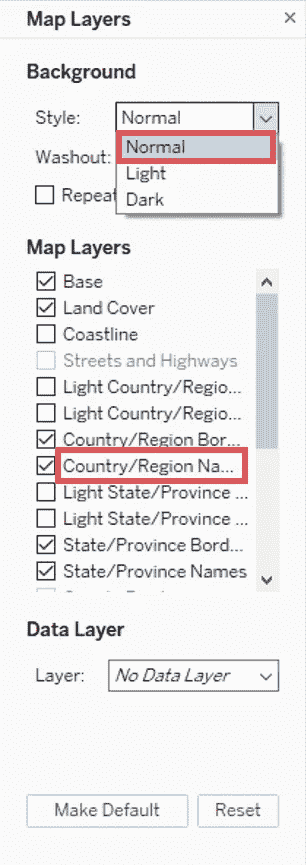 Map Layers
Background
Style: Normal
Normal
Washout:
Light
Repeat
Dark
Map Layers
Base
Land Cover
Coastline
Streets and Highways
Light Country/Regio...
Light Country/Regio...
Country/Region Bor...
Country/Region Na...
Light State/Province ...
Light State/Province ...
State/Province Bord...
State/Province Names
Data Layer
Layer: No Data Layer
Make Default Reset